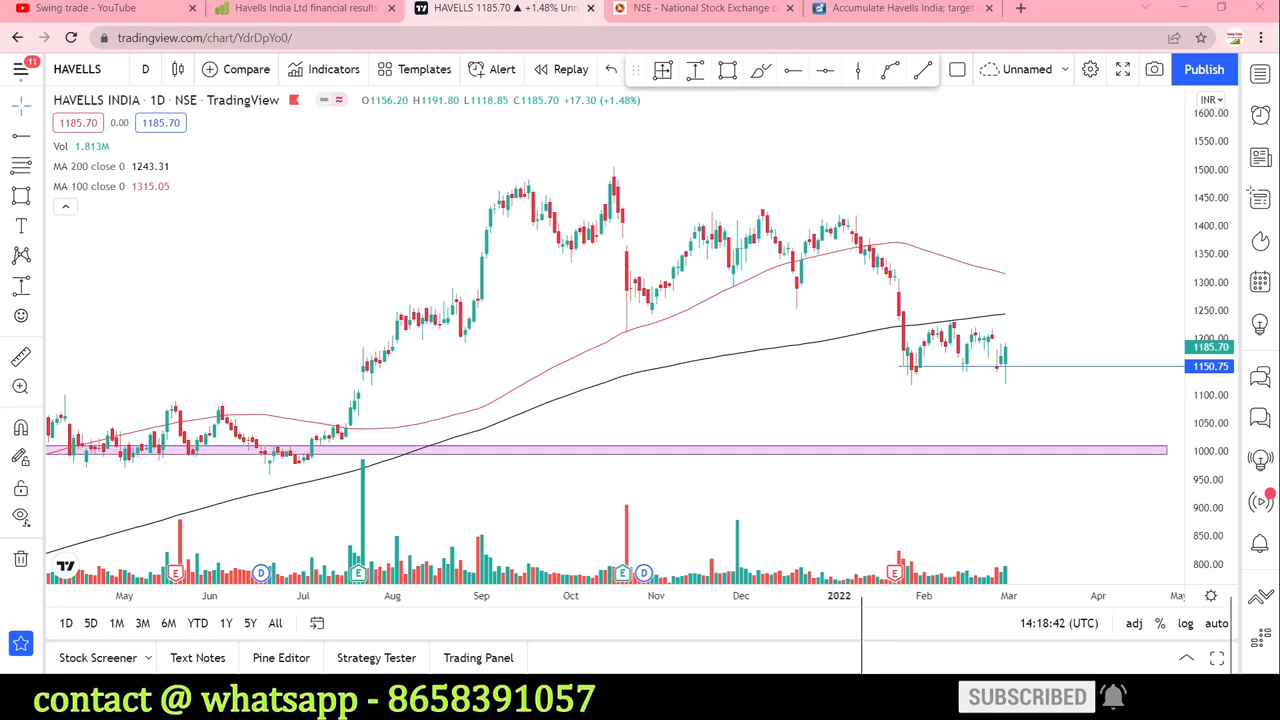 Swing trade - YouTube × Havells India Ltd financial results × HAVELLS 1185.70 ▲ +1.48% Unn × NSE - National Stock Exchange o × Accumulate Havells India; target × +
tradingview.com/chart/YdrDpYo0/
11
HAVELLS D Compare Indicators Templates Alert Replay Unnamed Publish
HAVELLS INDIA · 1D · NSE · TradingView O1156.20 H1191.80 L1118.85 C1185.70 +17.30 (+1.48%) INR
1185.70 0.00 1185.70
Vol 1.813M
MA 200 close 0 1243.31
MA 100 close 0 1315.05
1600.00
1550.00
1500.00
1450.00
1400.00
1350.00
1300.00
1250.00
1200.00
1185.70
1150.75
1100.00
1050.00
1000.00
950.00
900.00
850.00
800.00
E D E E D E
May Jun Jul Aug Sep Oct Nov Dec 2022 Feb Mar Apr May
1D 5D 1M 3M 6M YTD 1Y 5Y All 14:18:42 (UTC) adj % log auto
Stock Screener Text Notes Pine Editor Strategy Tester Trading Panel
contact @ whatsapp - 8658391057 SUBSCRIBED